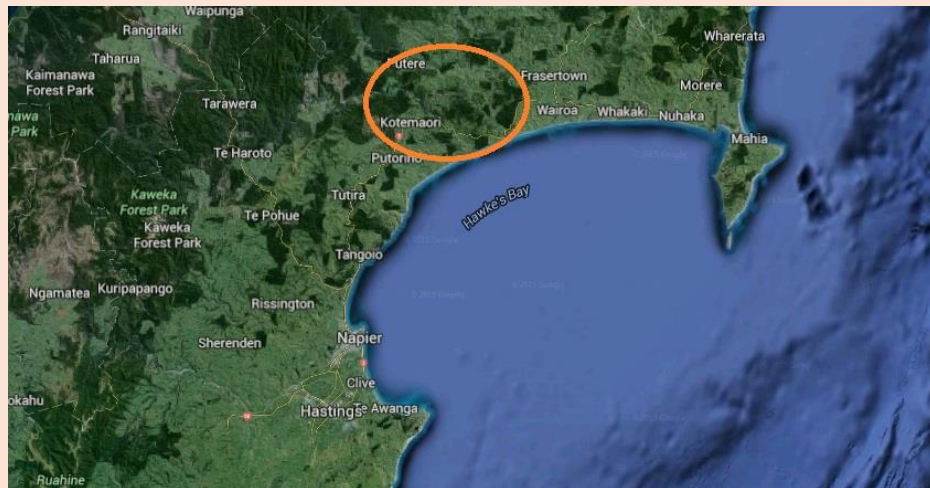 Waipunga
Rangitaiki
Wharerata
Taharua
Putere
Kaimanawa
Forest Park
Frasertown
Morere
Tarawera
Wairoa
Whakaki
Nuhaka
Park
Kotemaori
Mahia
Te Haroto
Putorino
Kaweka
Forest Park
Tutira
Hawke's Bay
Te Pohue
Kaweka
Forest Park
Tangoio
Ngamatea
Kuripapango
Rissington
Napier
Sherenden
2
Clive
Hastings
Te Awanga
50
Ruahine